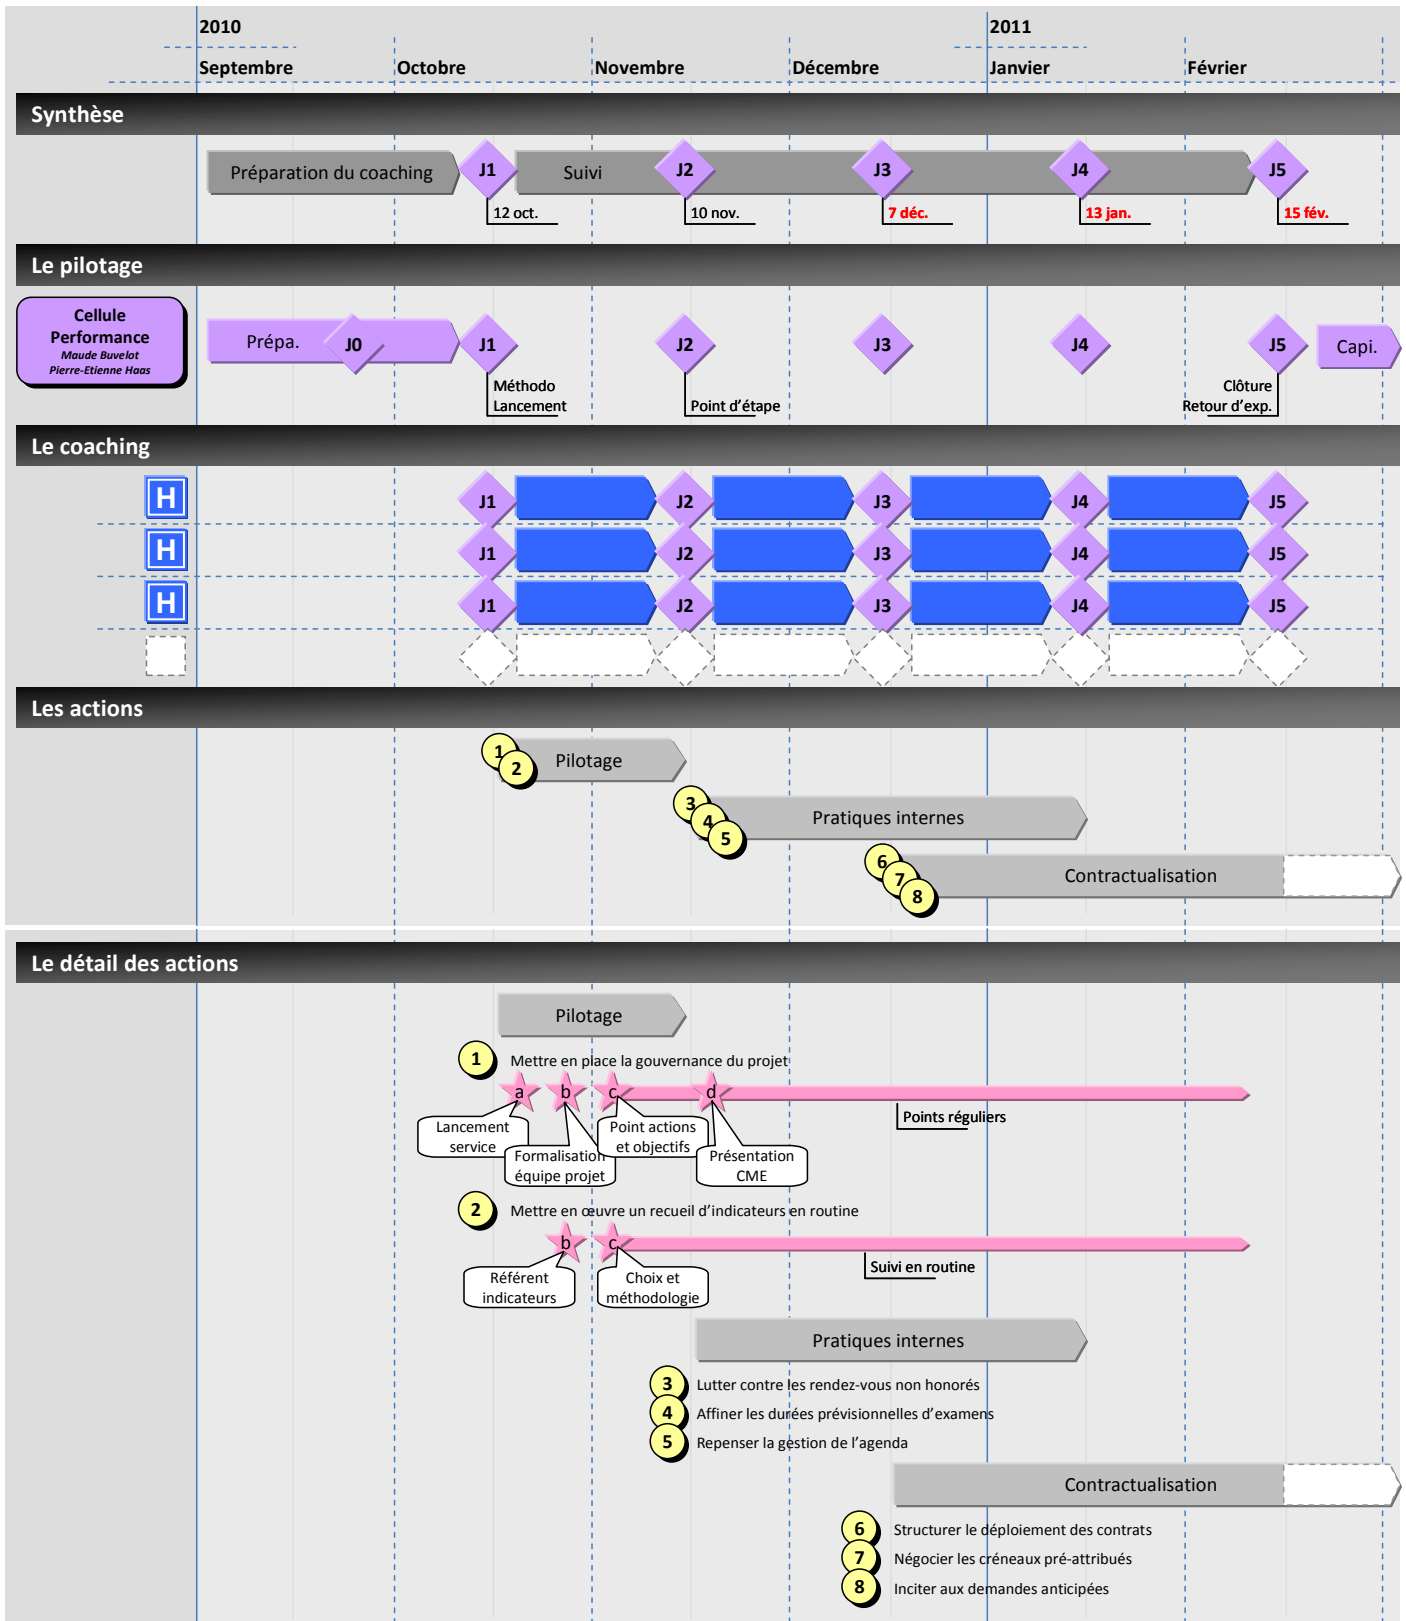 2010
2011
Septembre
Octobre
Novembre
Décembre
Janvier
Février
Synthèse
Préparation du coaching
J1
Suivi
J2
J3
J4
J5
12 oct.
10 nov.
7 déc.
13 jan.
15 fév.
Le pilotage
Cellule
Performance
Maude Buvelot
Pierre-Etienne Haas
Prépa.
J0
J1
J2
J3
J4
J5
Capi.
Méthodo
Lancement
Point d'étape
Clôture
Retour d'exp.
Le coaching
H
J1
J2
J3
J4
J5
H
J1
J2
J3
J4
J5
H
J1
J2
J3
J4
J5
Les actions
1
2
Pilotage
3
4
5
Pratiques internes
6
7
8
Contractualisation
Le détail des actions
Pilotage
1
Mettre en place la gouvernance du projet
a
b
c
d
Lancement
service
Formalisation
équipe projet
Point actions
et objectifs
Présentation
CME
Points réguliers
2
Mettre en œuvre un recueil d'indicateurs en routine
b
c
Référent
indicateurs
Choix et
méthodologie
Suivi en routine
Pratiques internes
3
Lutter contre les rendez-vous non honorés
4
Affiner les durées prévisionnelles d'examens
5
Repenser la gestion de l'agenda
Contractualisation
6
Structurer le déploiement des contrats
7
Négocier les créneaux pré-attribués
8
Inciter aux demandes anticipées